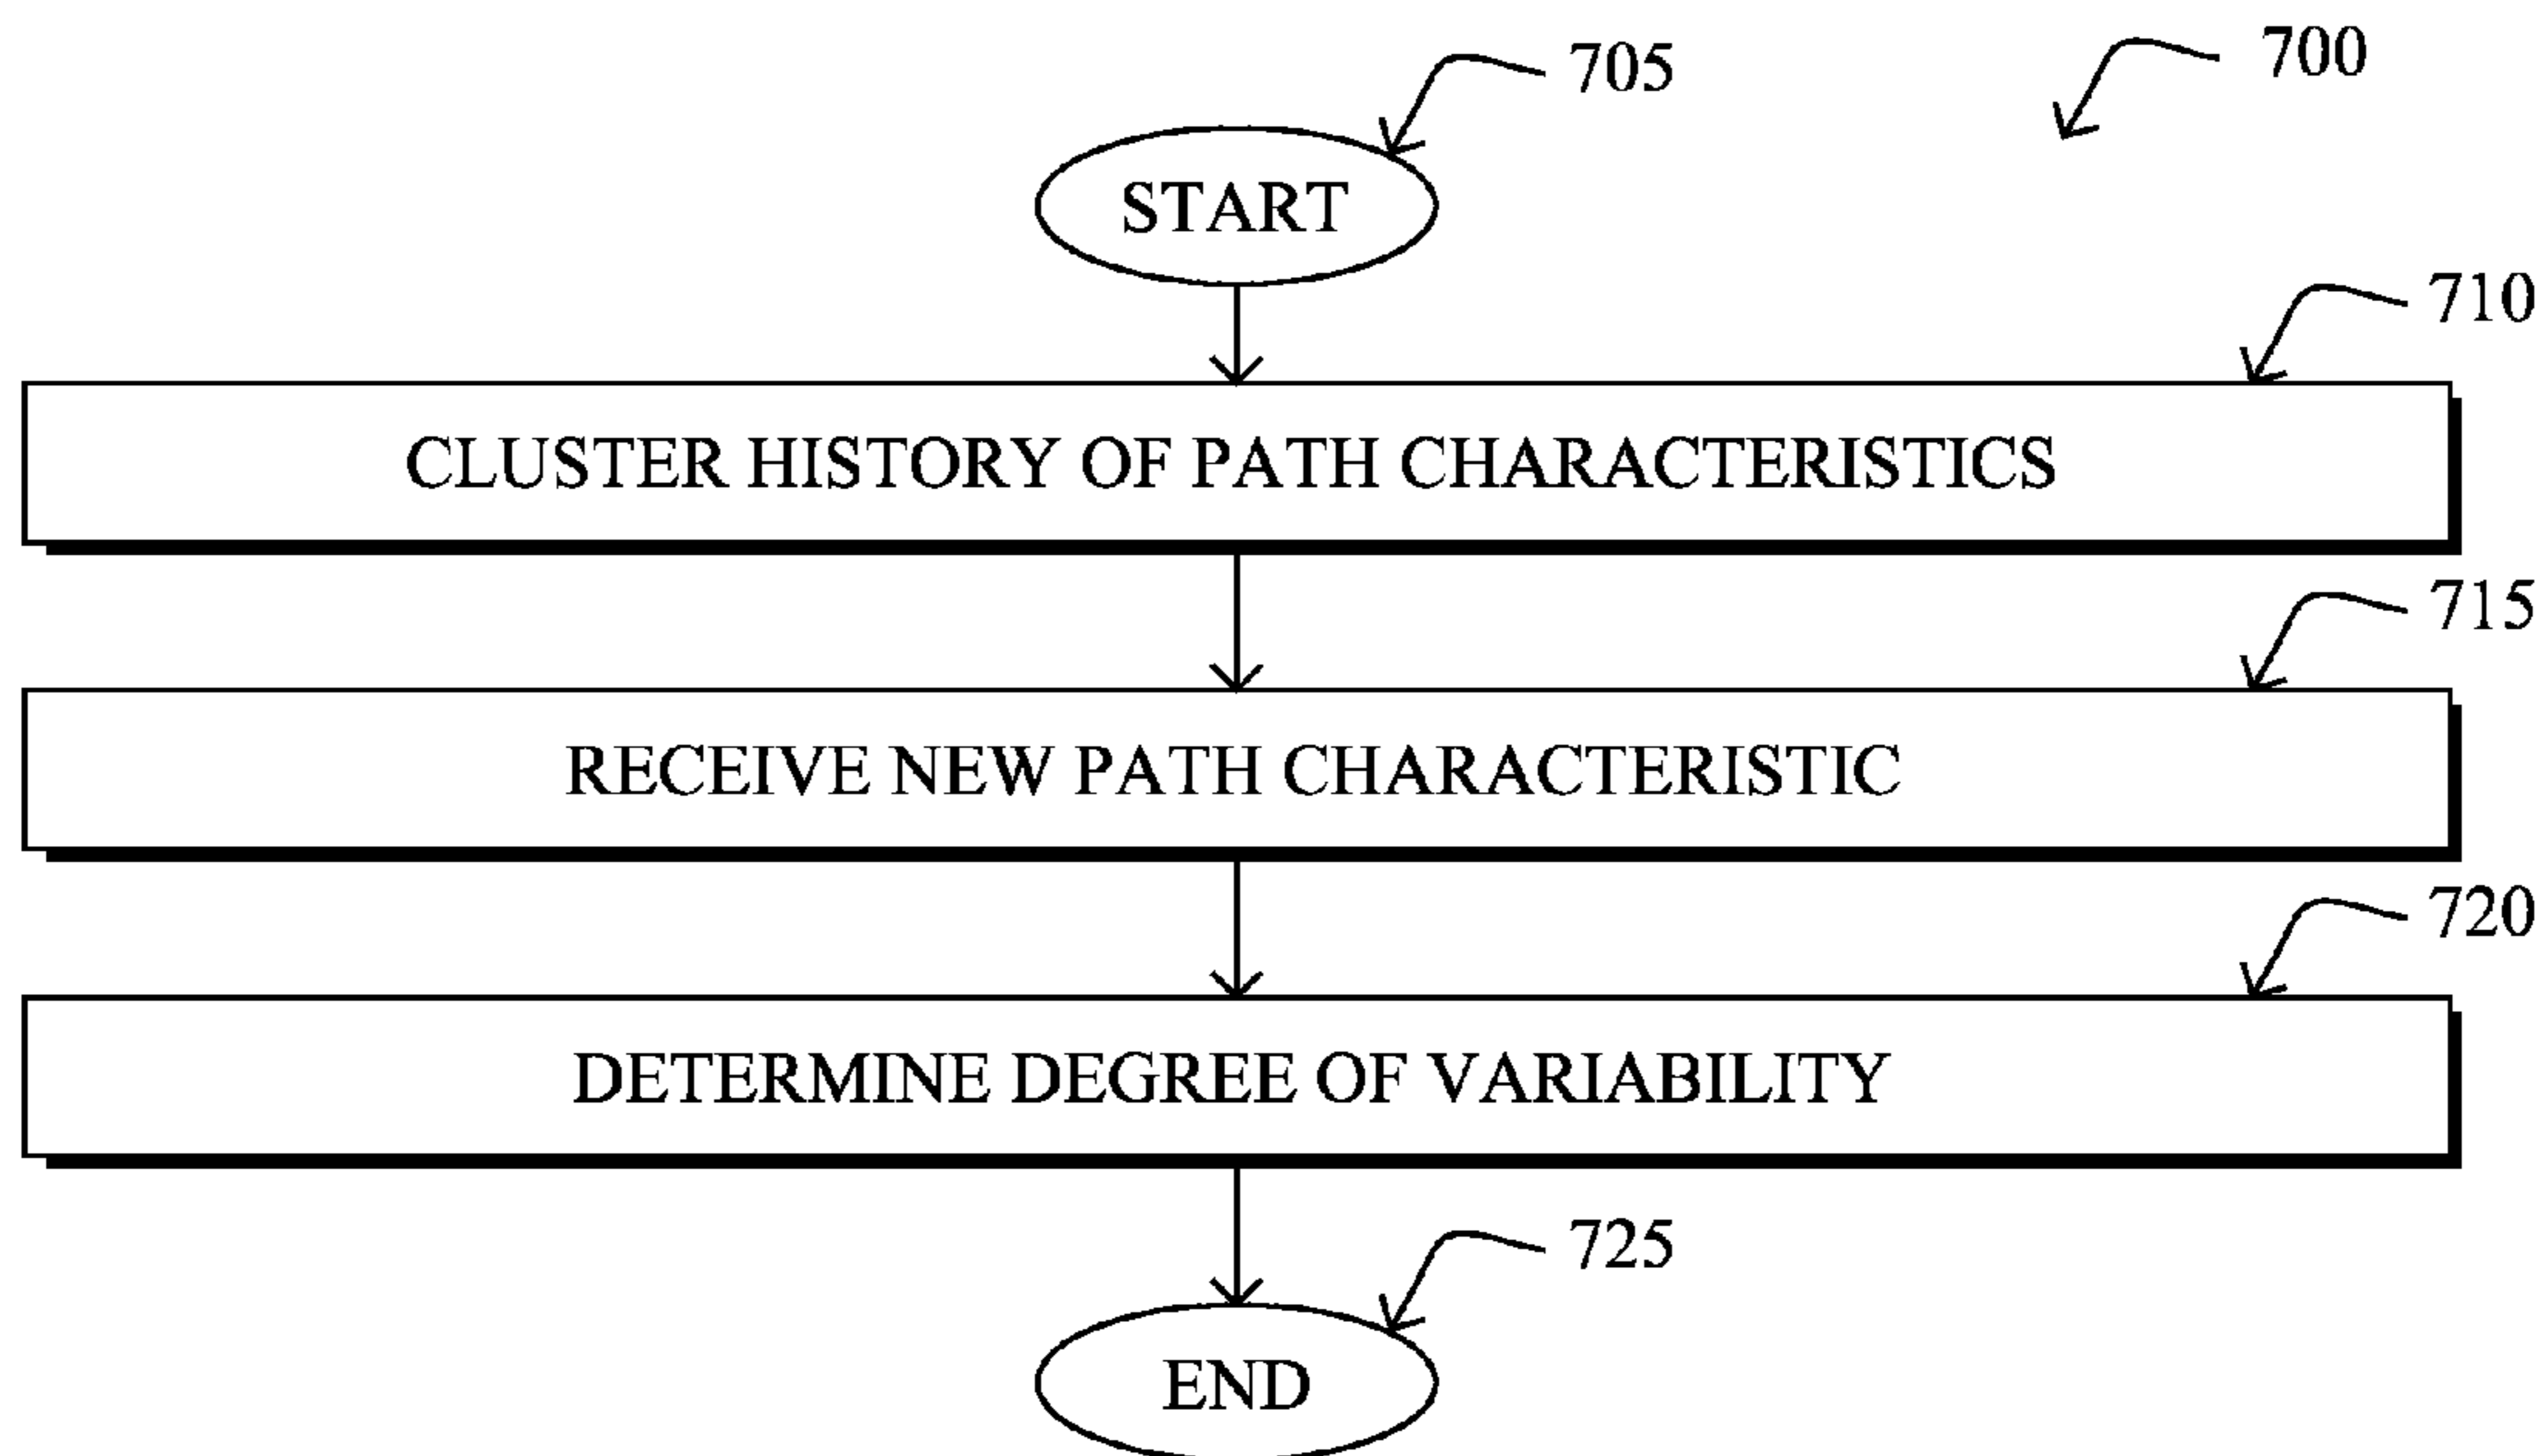 700
705
START
710
CLUSTER HISTORY OF PATH CHARACTERISTICS
715
RECEIVE NEW PATH CHARACTERISTIC
720
DETERMINE DEGREE OF VARIABILITY
725
END